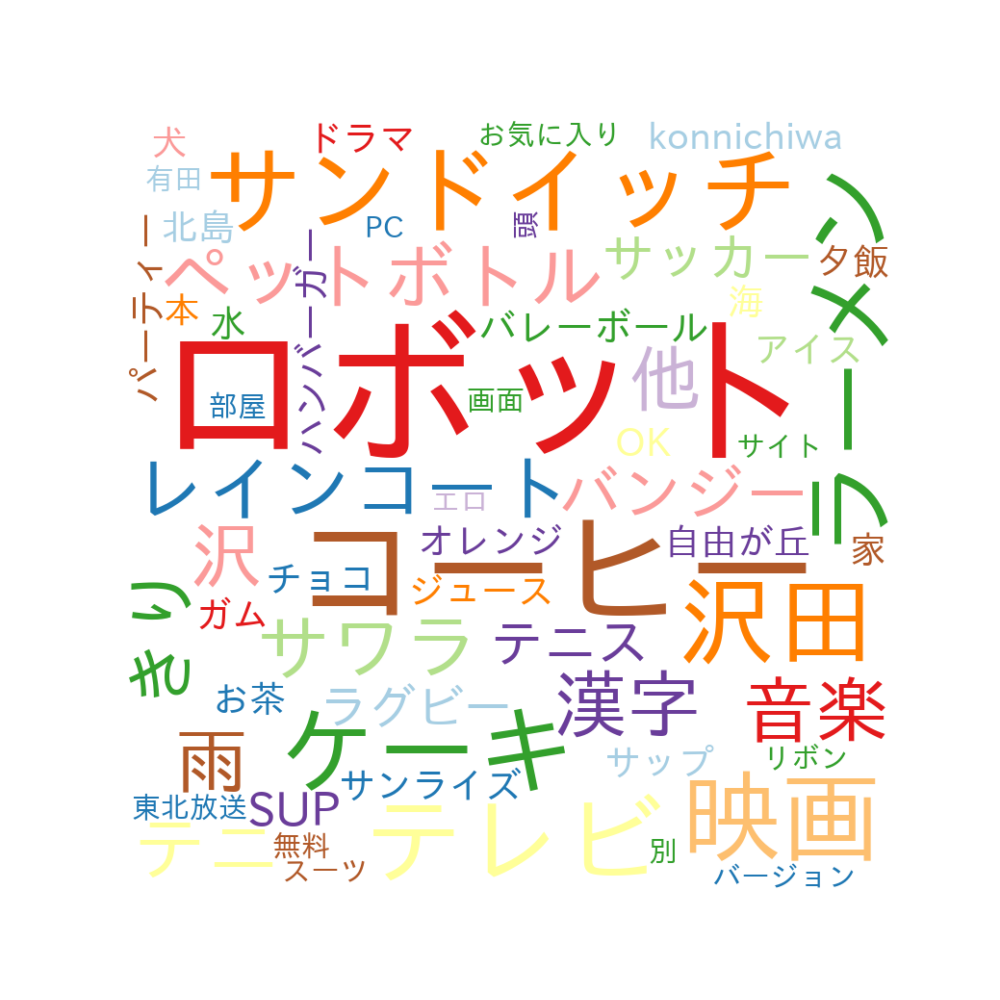 犬
ドラマ
お気に入り
konnichiwa
有田
サンドイッチ
北島
PC
頭
ラーメン
パーティー
ペットボトル
ハンバーガー
サッカー
夕飯
本
水
バレーボール
海
アイス
ロボット
他
部屋
画面
OK
サイト
レインコート
エロ
バンジー
沢
オレンジ
自由が丘
家
チョコ
ジュース
コーヒー
きり
ガム
サワラ
テニス
沢田
お茶
ラグビー
漢字
音楽
雨
ケーキ
サップ
リボン
サンライズ
東北放送
SUP
映画
テニ
無料
テレビ
別
スーツ
バージョン